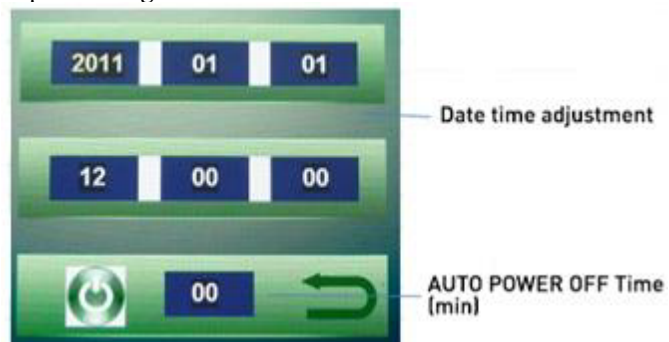 2011 01 01
Date time adjustment
12 00 00
00
AUTO POWER OFF Time
(min)